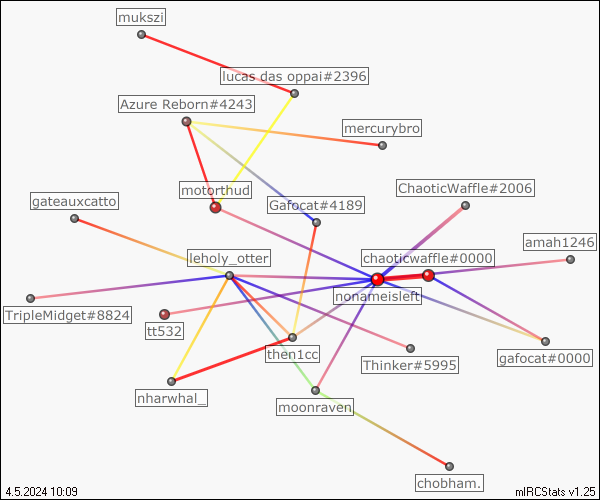 mukszi
lucas das oppai#2396
Azure Reborn#4243
mercurybro
motorthud
ChaoticWaffle#2006
gateauxcatto
Gafocat#4189
amah1246
leholy_otter
chaoticwaffle#0000
nonameisleft
TripleMidget#8824
tt532
then1cc
Thinker#5995
gafocat#0000
nharwhal_
moonraven
chobham.
4.5.2024 10:09
mIRCStats v1.25